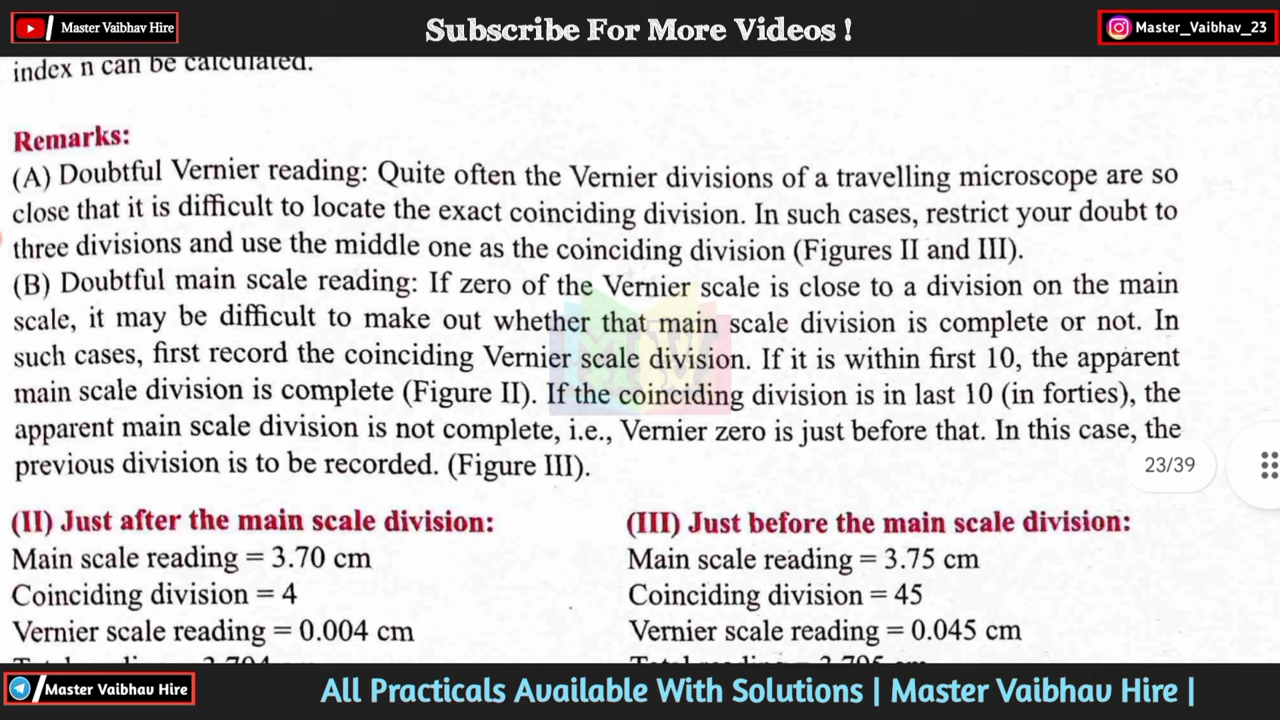 Master Vaibhav Hire
Subscribe For More Videos !
Master_Vaibhav_23
index n can be calculated.
Remarks:
(A) Doubtful Vernier reading: Quite often the Vernier divisions of a travelling microscope are so
close that it is difficult to locate the exact coinciding division. In such cases, restrict your doubt to
three divisions and use the middle one as the coinciding division (Figures II and III).
(B) Doubtful main scale reading: If zero of the Vernier scale is close to a division on the main
scale, it may be difficult to make out whether that main scale division is complete or not. In
such cases, first record the coinciding Vernier scale division. If it is within first 10, the apparent
main scale division is complete (Figure II). If the coinciding division is in last 10 (in forties), the
apparent main scale division is not complete, i.e., Vernier zero is just before that. In this case, the
previous division is to be recorded. (Figure III).
23/39
(II) Just after the main scale division:
Main scale reading = 3.70 cm
Coinciding division = 4
Vernier scale reading = 0.004 cm
(III) Just before the main scale division:
Main scale reading = 3.75 cm
Coinciding division = 45
Vernier scale reading = 0.045 cm
Master Vaibhav Hire
All Practicals Available With Solutions | Master Vaibhav Hire |